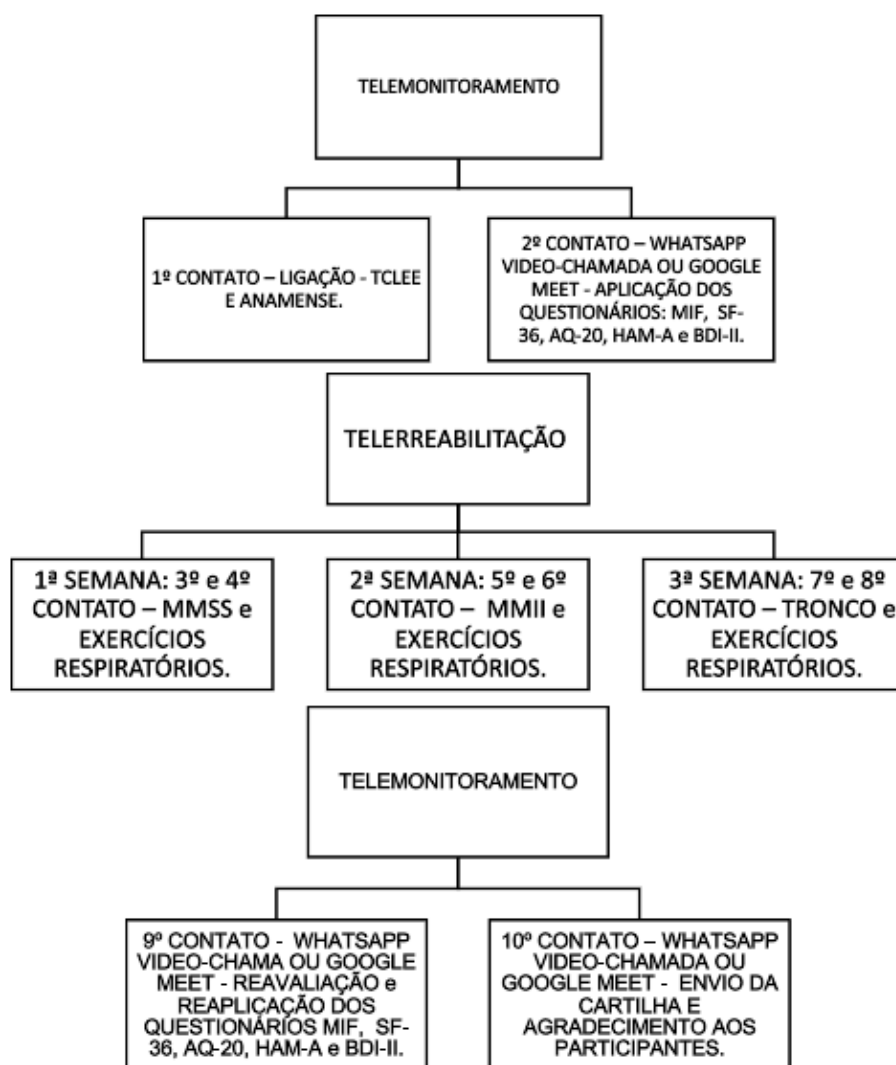 TELEMONITORAMENTO
1º CONTATO – LIGAÇÃO - TCLEE
E ANAMENSE.
2º CONTATO – WHATSAPP
VIDEO-CHAMADA OU GOOGLE
MEET - APLICAÇÃO DOS
QUESTIONÁRIOS: MIF, SF-
36, AQ-20, HAM-A e BDI-II.
TELERREABILITAÇÃO
1ª SEMANA: 3º e 4º
CONTATO – MMSS e
EXERCÍCIOS
RESPIRATÓRIOS.
2ª SEMANA: 5º e 6º
CONTATO – MMII e
EXERCÍCIOS
RESPIRATÓRIOS.
3ª SEMANA: 7º e 8º
CONTATO – TRONCO e
EXERCÍCIOS
RESPIRATÓRIOS.
TELEMONITORAMENTO
9º CONTATO - WHATSAPP
VIDEO-CHAMA OU GOOGLE
MEET - REAVALIAÇÃO e
REAPLICAÇÃO DOS
QUESTIONÁRIOS MIF, SF-
36, AQ-20, HAM-A e BDI-II.
10º CONTATO – WHATSAPP
VIDEO-CHAMADA OU
GOOGLE MEET - ENVIO DA
CARTILHA E
AGRADECIMENTO AOS
PARTICIPANTES.